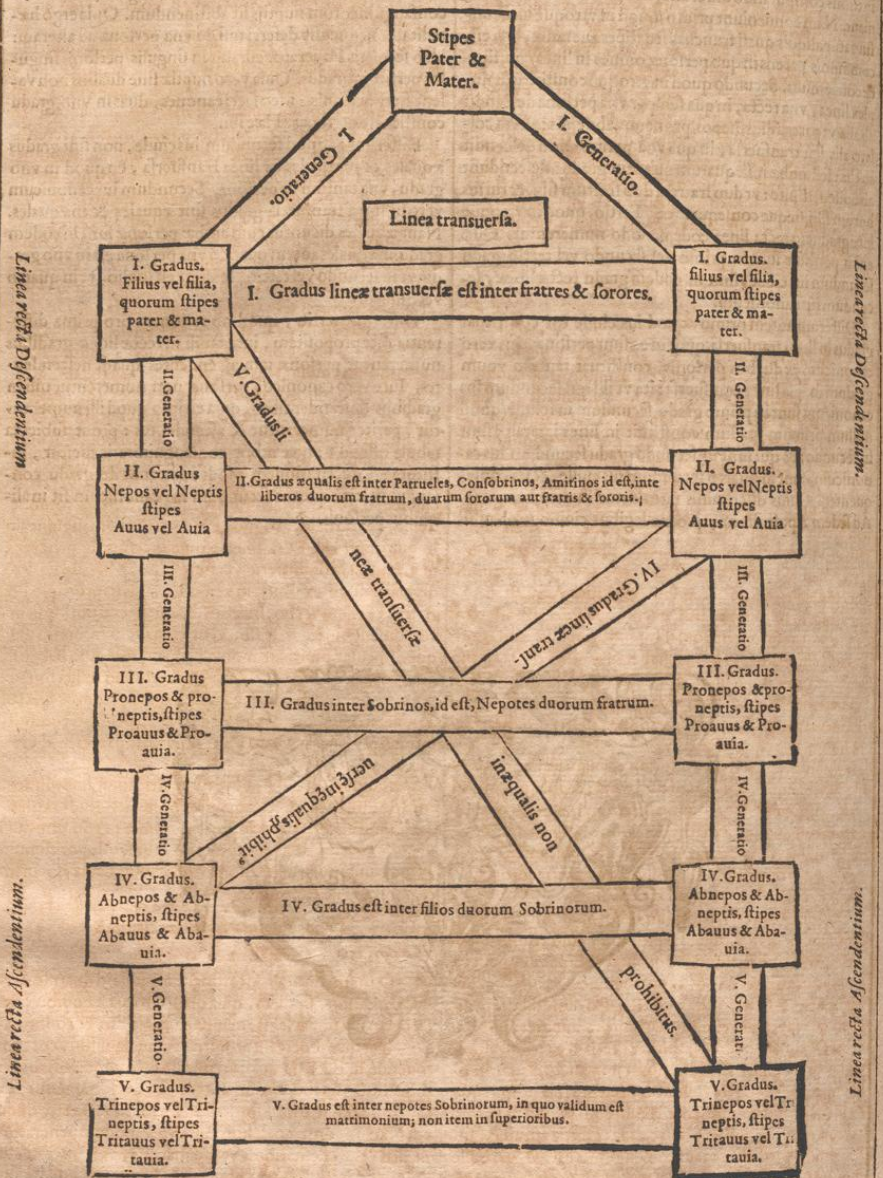 Stipes
Pater &
Mater.
I. Generatio.
I. Generatio.
Linea transuerſa.
Linea recta Deſcendentium
Linea recta Deſcendentium.
I. Gradus.
Filius vel filia,
quorum ſtipes
pater & ma-
ter.
I. Gradus lineæ transuerſæ eſt inter fratres & ſorores.
I. Gradus.
filius vel filia,
quorum ſtipes
pater & ma-
ter.
II. Generatio
V. Gradus li
II. Generatio
II. Gradus
Nepos vel Neptis
ſtipes
Auus vel Auia
II. Gradus æqualis eſt inter Patrueles, Conſobrinos, Amitinos id eſt, inte
liberos duorum fratrum, duarum ſororum aut fratris & ſororis.;
II. Gradus.
Nepos vel Neptis
ſtipes
Auus vel Auia
III. Generatio
neæ tranſuerſæ
IV. Gradus lineæ tranſ-
III. Generatio
III. Gradus
Pronepos & pro-
neptis, ſtipes
Proauus & Pro-
auia.
III. Gradus inter Sobrinos, id eſt, Nepotes duorum fratrum.
III. Gradus.
Pronepos & pro-
neptis, ſtipes
Proauus & Pro-
auia.
IV. Generatio
uerſę inęqualis ꝓhibitꝰ
inæqualis non
IV. Generatio
Linea recta Aſcendentium.
Linea recta Aſcendentium.
IV. Gradus.
Abnepos & Ab-
neptis, ſtipes
Abauus & Aba-
uia.
IV. Gradus eſt inter filios duorum Sobrinorum.
IV. Gradus.
Abnepos & Ab-
neptis, ſtipes
Abauus & Aba-
uia.
V. Generatio.
prohibitus.
V. Generati
V. Gradus.
Trinepos vel Tri-
neptis, ſtipes
Tritauus vel Tri-
tauia.
V. Gradus eſt inter nepotes Sobrinorum, in quo validum eſt
matrimonium; non item in ſuperioribus.
V. Gradus.
Trinepos vel Tr
neptis, ſtipes
Tritauus vel Tri
tauia.